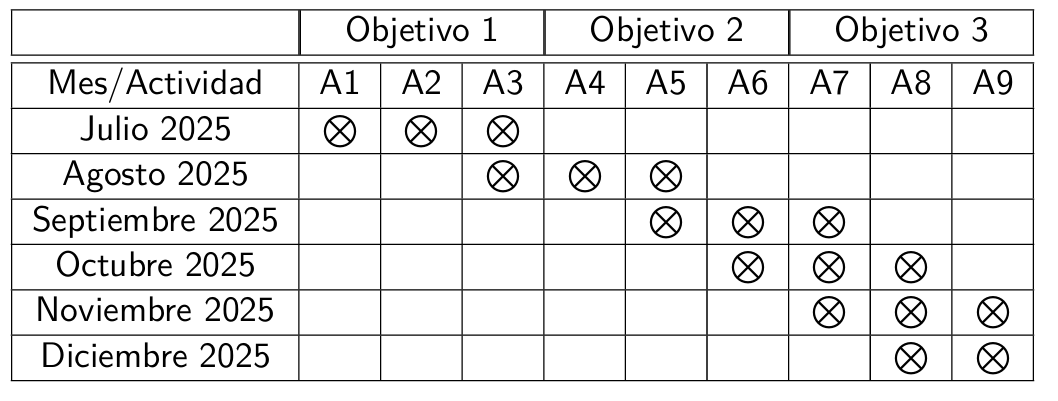 Objetivo 1 Objetivo 2 Objetivo 3
Mes/Actividad A1 A2 A3 A4 A5 A6 A7 A8 A9
Julio 2025 ⊗ ⊗ ⊗
Agosto 2025 ⊗ ⊗ ⊗
Septiembre 2025 ⊗ ⊗ ⊗
Octubre 2025 ⊗ ⊗ ⊗
Noviembre 2025 ⊗ ⊗ ⊗
Diciembre 2025 ⊗ ⊗